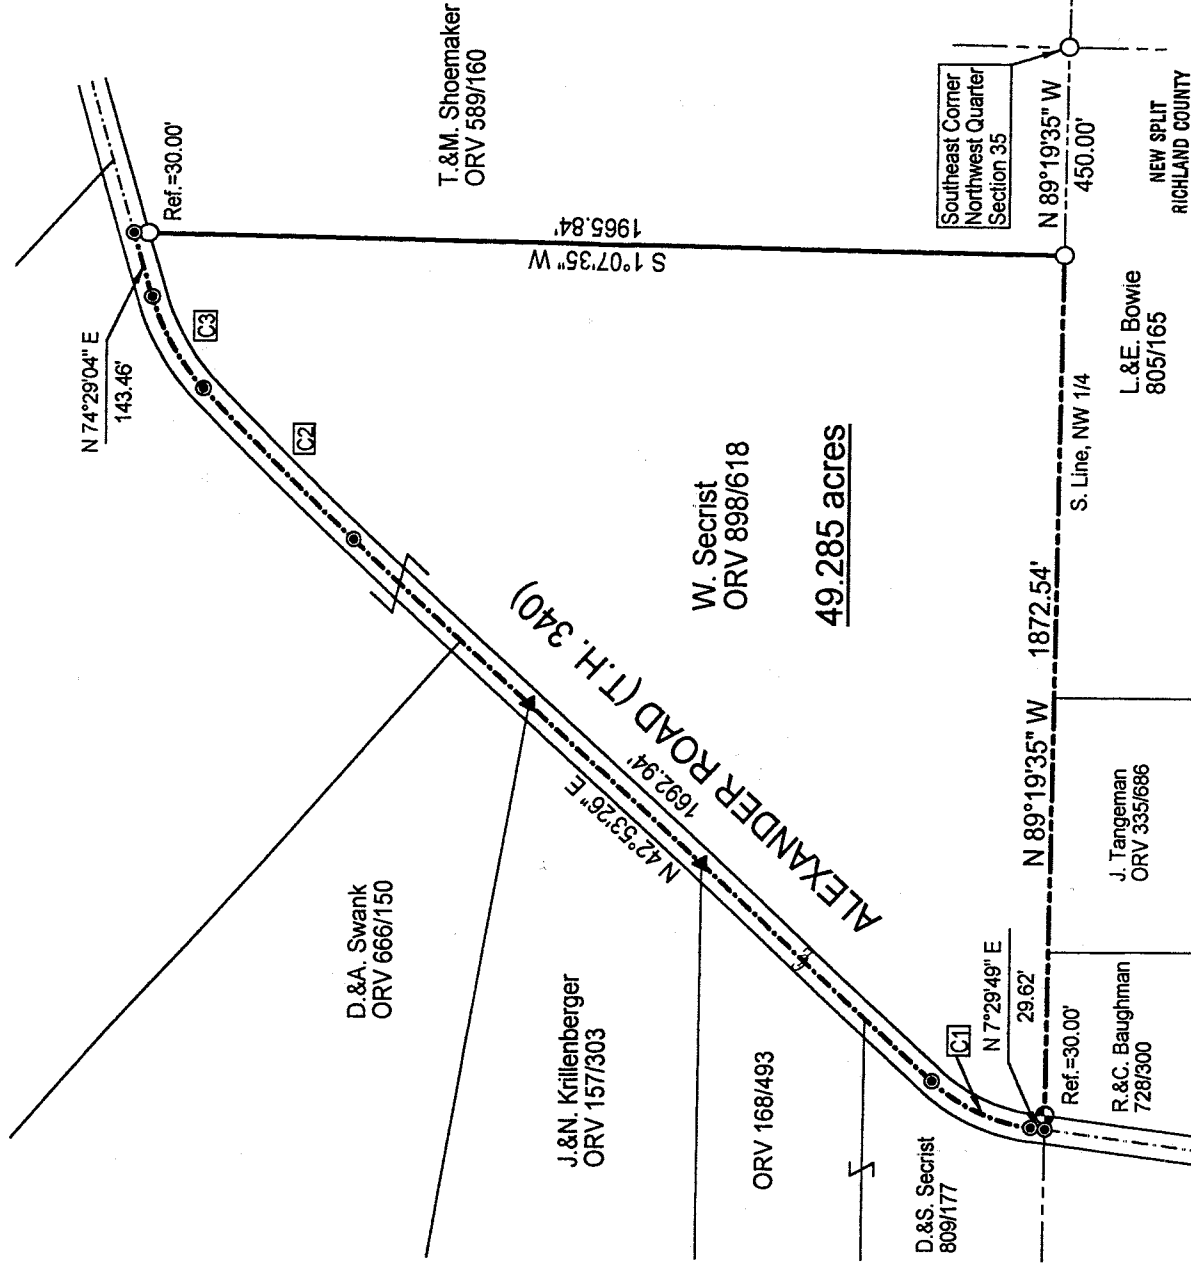 T.&M. Shoemaker
ORV 589/160
Ref.=30.00'
N 74°29'04" E
143.46'
C3
C2
S 1°07'35" W
1965.84'
Southeast Corner
Northwest Quarter
Section 35
N 89°19'35" W
450.00'
NEW SPLIT
RICHLAND COUNTY
L.&E. Bowie
805/165
S. Line, NW 1/4
W. Secrist
ORV 898/618
49.285 acres
ALEXANDER ROAD (T.H. 340)
N 42°53'26" E
1692.94'
N 89°19'35" W 1872.54'
D.&A. Swank
ORV 666/150
J.&N. Krillenberger
ORV 157/303
ORV 168/493
D.&S. Secrist
809/177
C1
N 7°29'49" E
29.62'
Ref.=30.00'
R.&C. Baughman
728/300
J. Tangeman
ORV 335/686